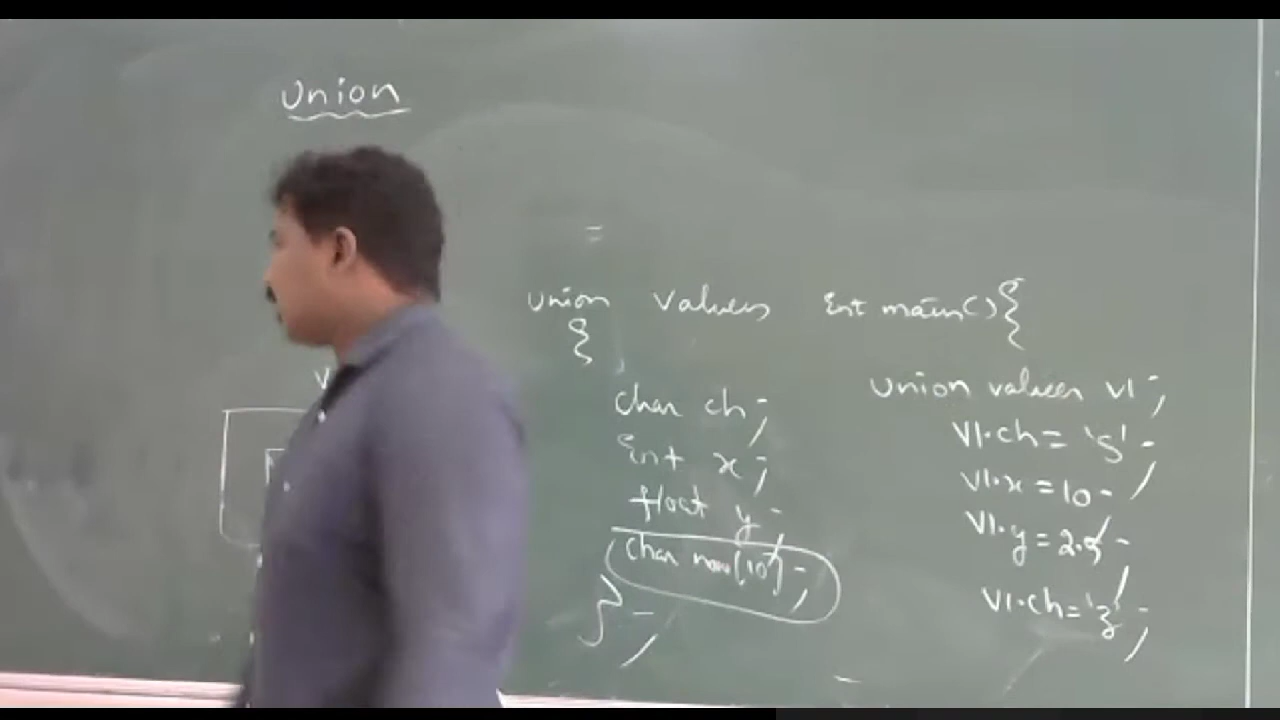 Union
=
union values
{
char ch;
int x;
float y;
char [10];
};
int main() {
union values v1;
v1.ch = 's';
v1.x = 10;
v1.y = 2.5;
v1.ch = 'z';
V